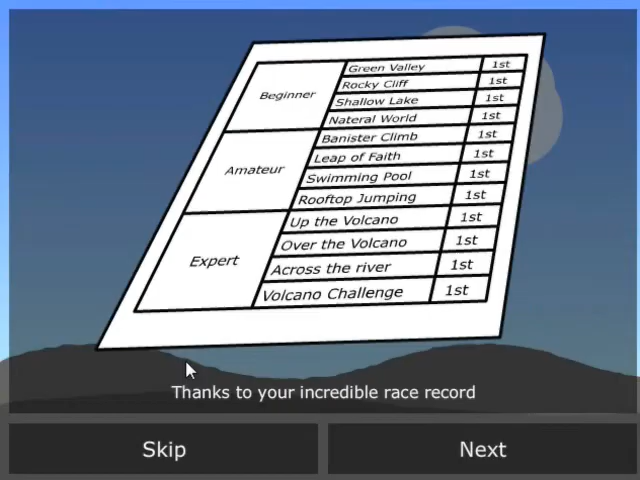 Beginner
Green Valley 1st
Rocky Cliff 1st
Shallow Lake 1st
Nateral World 1st
Amateur
Banister Climb 1st
Leap of Faith 1st
Swimming Pool 1st
Rooftop Jumping 1st
Expert
Up the Volcano 1st
Over the Volcano 1st
Across the river 1st
Volcano Challenge 1st
Thanks to your incredible race record
Skip Next